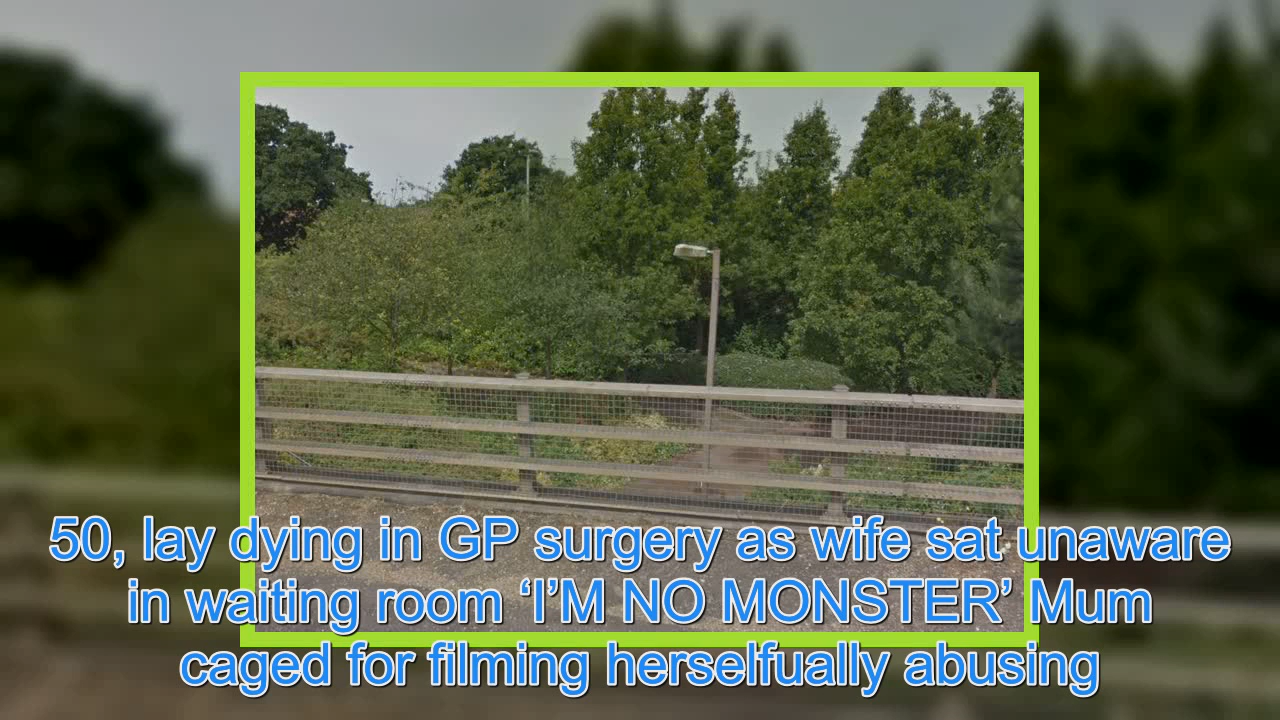 50, lay dying in GP surgery as wife sat unaware
in waiting room ‘I’M NO MONSTER’ Mum
caged for filming herselfually abusing